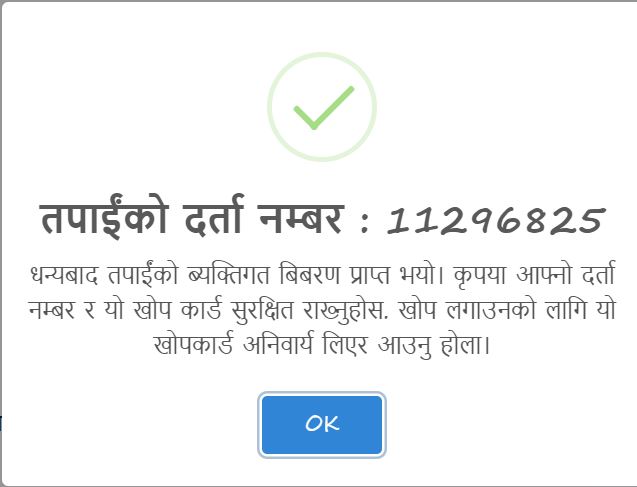 तपाईंको दर्ता नम्बर : 11296825
धन्यबाद तपाईंको ब्यक्तिगत बिबरण प्राप्त भयो। कृपया आफ्नो दर्ता
नम्बर र यो खोप कार्ड सुरक्षित राख्नुहोस. खोप लगाउनको लागि यो
खोपकार्ड अनिवार्य लिएर आउनु होला।
OK